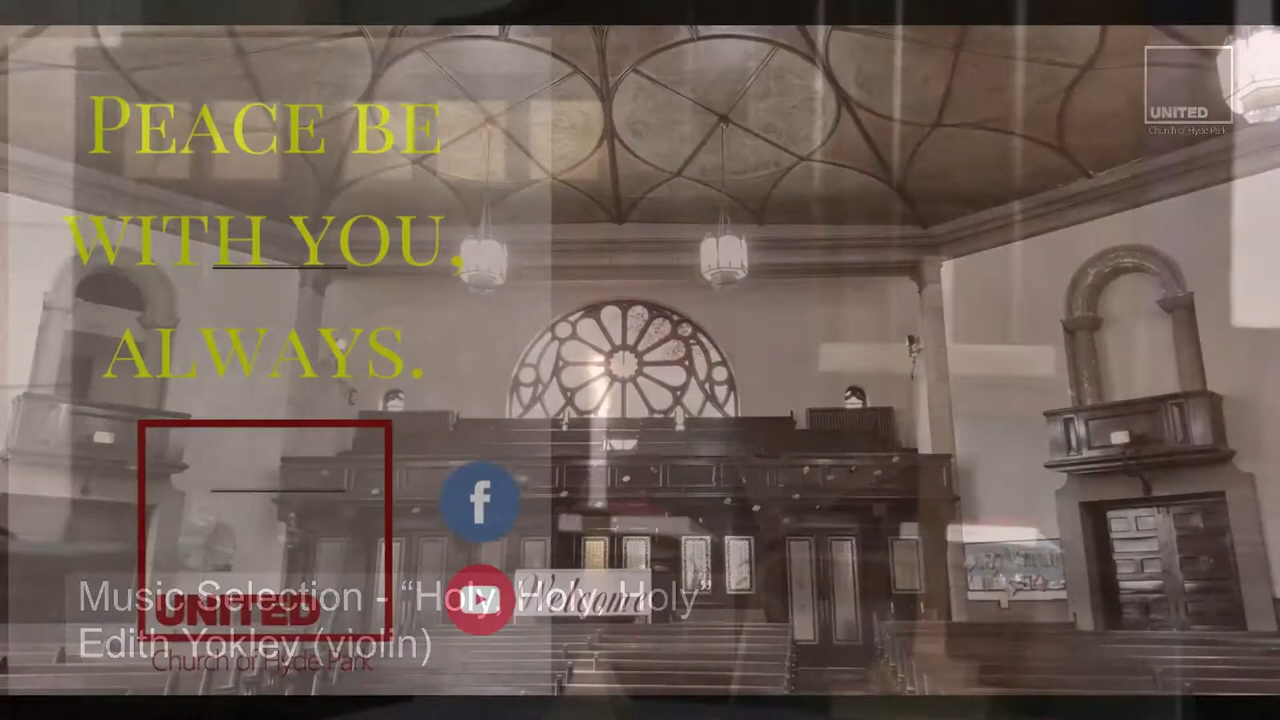 PEACE BE
WITH YOU,
ALWAYS.
UNITED
Church of Hyde Park
f
Welcome
Music Selection - “Holy, Holy, Holy”
Edith Yokley (violin)
UNITED
Church of Hyde Park